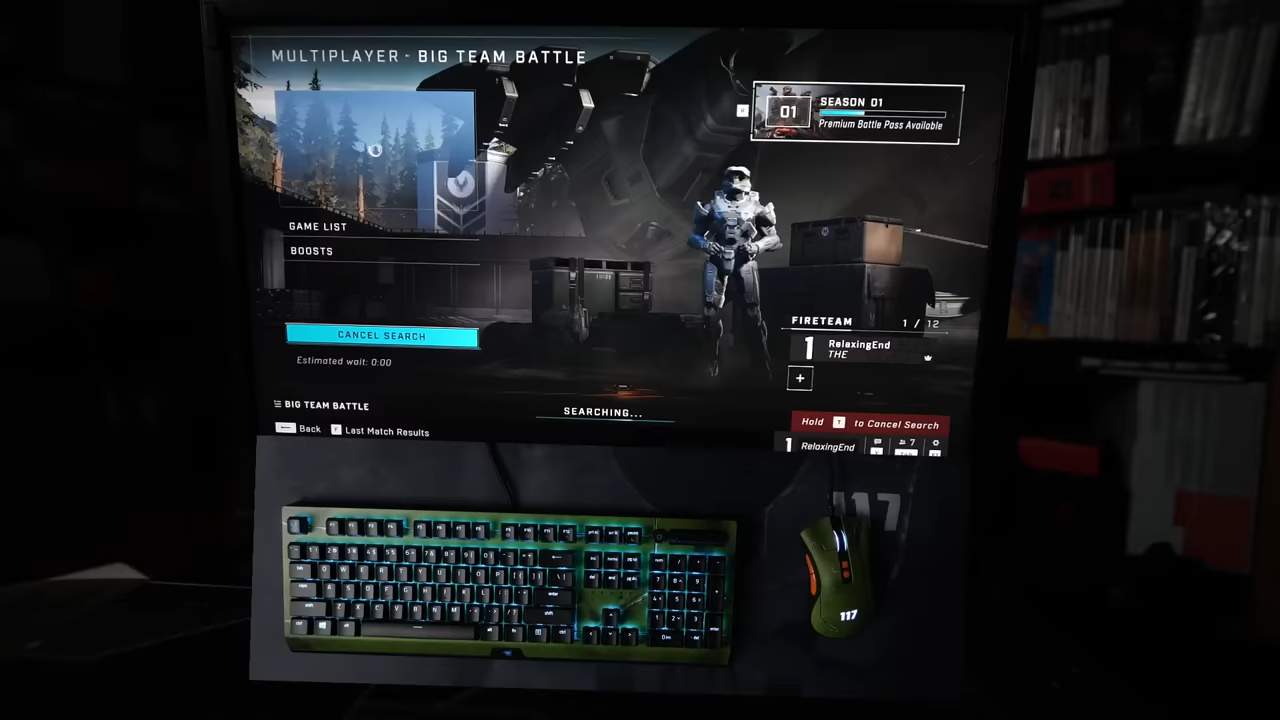 MULTIPLAYER - BIG TEAM BATTLE
01
SEASON 01
Premium Battle Pass Available
GAME LIST
BOOSTS
CANCEL SEARCH
Estimated wait: 0:00
FIRETEAM 1 / 12
1 RelaxingEnd
THE
+
BIG TEAM BATTLE
SEARCHING...
Hold T to Cancel Search
Back F Last Match Results
1 RelaxingEnd
7
117
117